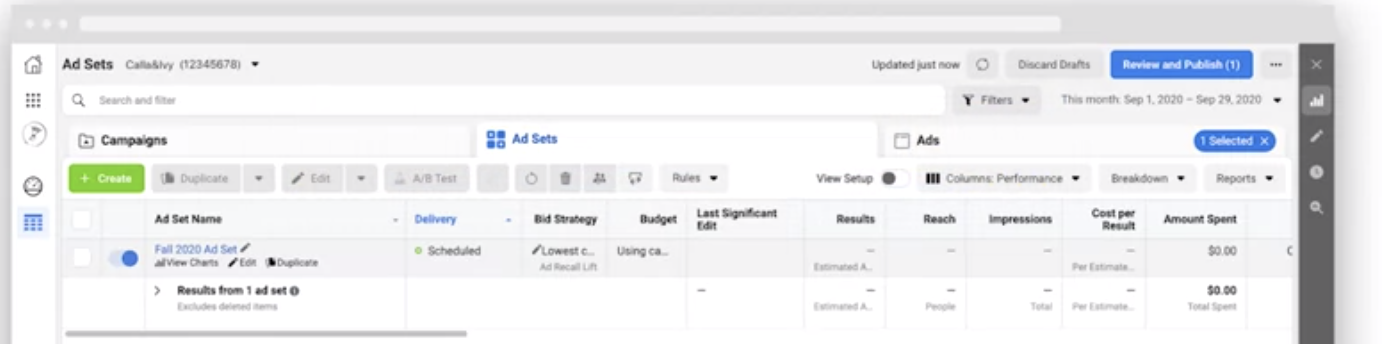 Ad Sets Calla&Ivy (12345678) Updated just now Discard Drafts Review and Publish (1)
Search and filter Filters This month: Sep 1, 2020 – Sep 29, 2020
Campaigns Ad Sets Ads 1 Selected X
+ Create Duplicate Edit A/B Test Rules View Setup Columns: Performance Breakdown Reports
Ad Set Name Delivery Bid Strategy Budget Last Significant Edit Results Reach Impressions Cost per Result Amount Spent
Fall 2020 Ad Set Scheduled Lowest c... Using ca... — — — — $0.00
View Charts Edit Duplicate Ad Recall Lift Estimated A... Per Estimate...
Results from 1 ad set — — — — — $0.00
Excludes deleted items Estimated A... People Total Per Estimate... Total Spent